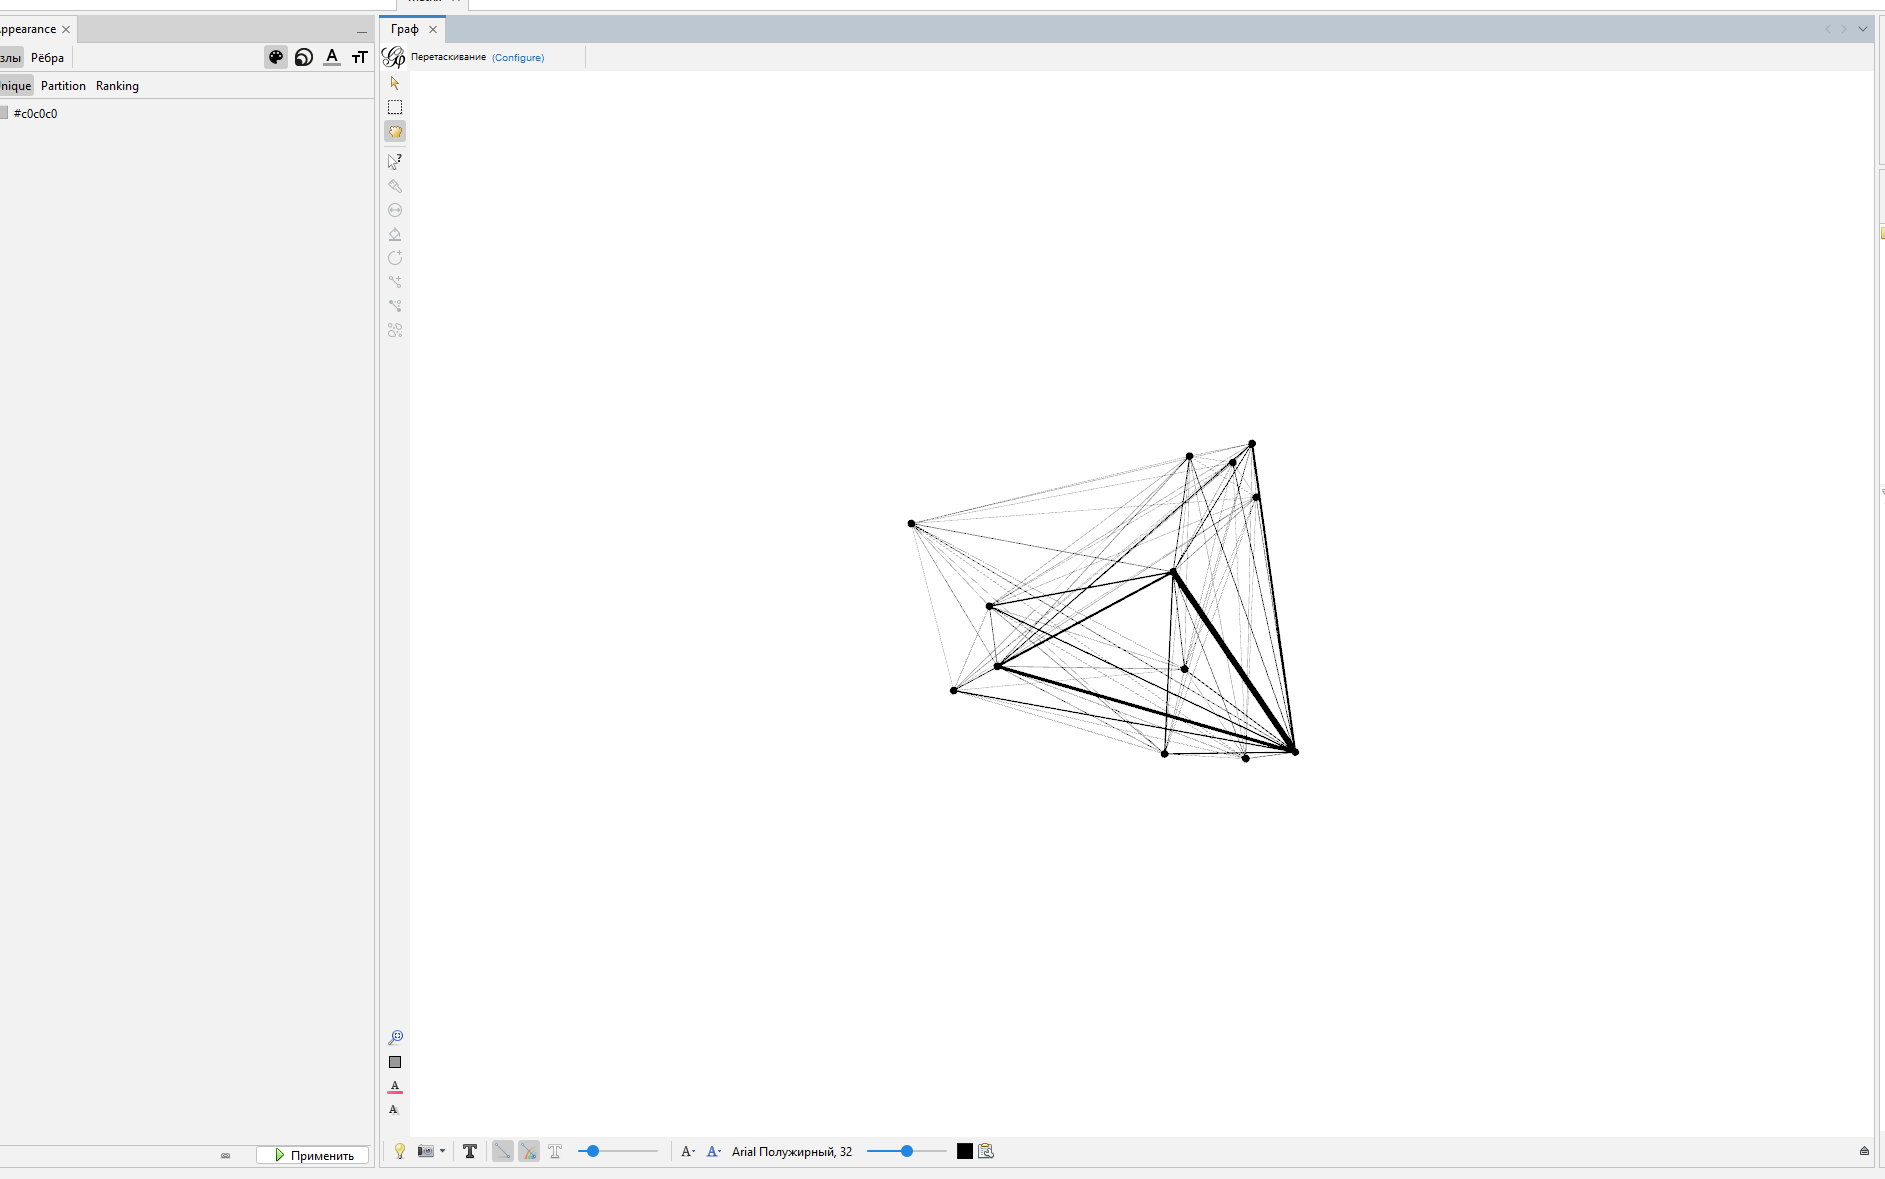 ppearance
злы Рёбра
nique Partition Ranking
#c0c0c0
Применить
Граф
Перетаскивание (Configure)
Arial Полужирный, 32